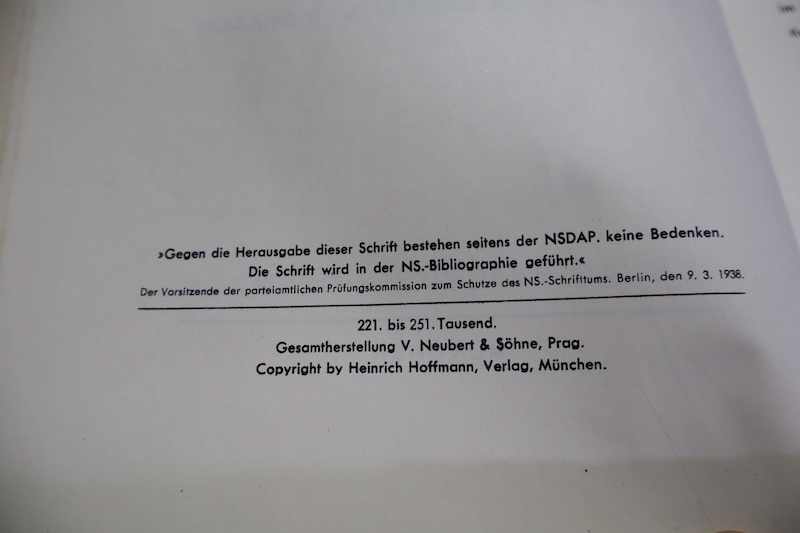 »Gegen die Herausgabe dieser Schrift bestehen seitens der NSDAP. keine Bedenken.
Die Schrift wird in der NS.-Bibliographie geführt.«
Der Vorsitzende der parteiamtlichen Prüfungskommission zum Schutze des NS.-Schrifttums. Berlin, den 9. 3. 1938.
221. bis 251. Tausend.
Gesamtherstellung V. Neubert & Söhne, Prag.
Copyright by Heinrich Hoffmann, Verlag, München.
im